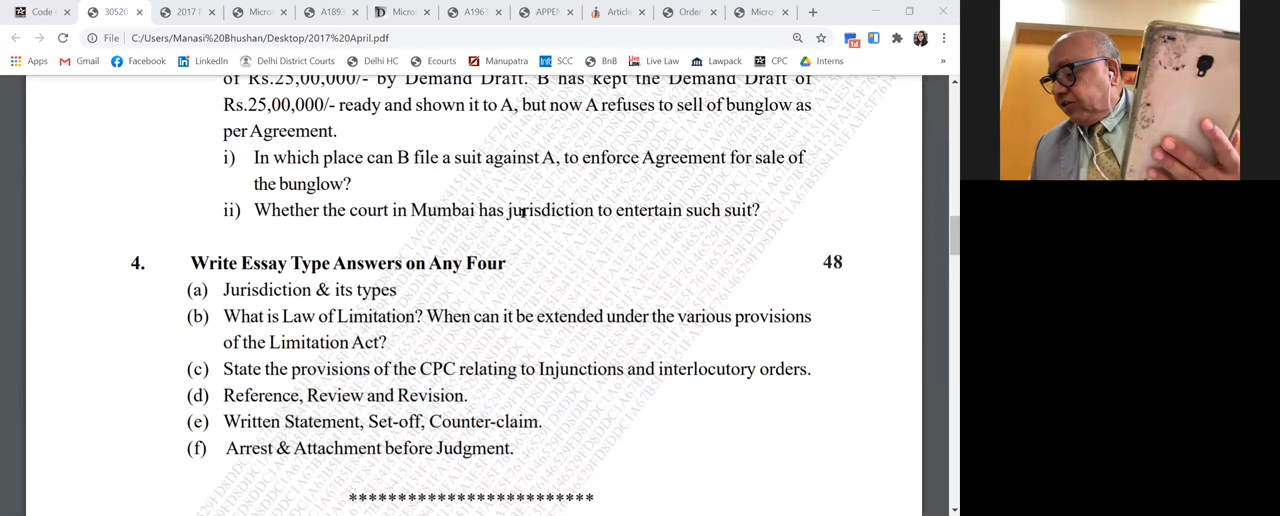 Code
30520
2017
Micros
A1893
Micros
A1963
APPEN
Article
Order
Micros
File
C:/Users/Manasi%20Bhushan/Desktop/2017%20April.pdf
Apps
Gmail
Facebook
LinkedIn
Delhi District Courts
Delhi HC
Ecourts
Manupatra
SCC
BnB
Live Law
Lawpack
CPC
Interns
»
of Rs.25,00,000/- by Demand Draft. B has kept the Demand Draft of
Rs.25,00,000/- ready and shown it to A, but now A refuses to sell of bunglow as
per Agreement.
i) In which place can B file a suit against A, to enforce Agreement for sale of
the bunglow?
ii) Whether the court in Mumbai has jurisdiction to entertain such suit?
4. Write Essay Type Answers on Any Four 48
(a) Jurisdiction & its types
(b) What is Law of Limitation? When can it be extended under the various provisions
of the Limitation Act?
(c) State the provisions of the CPC relating to Injunctions and interlocutory orders.
(d) Reference, Review and Revision.
(e) Written Statement, Set-off, Counter-claim.
(f) Arrest & Attachment before Judgment.
*************************